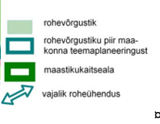 rohevõrgustik
rohevõrgustiku piir maa-
konna teemaplaneeringust
maastikukaitseala
vajalik roheühendus
b